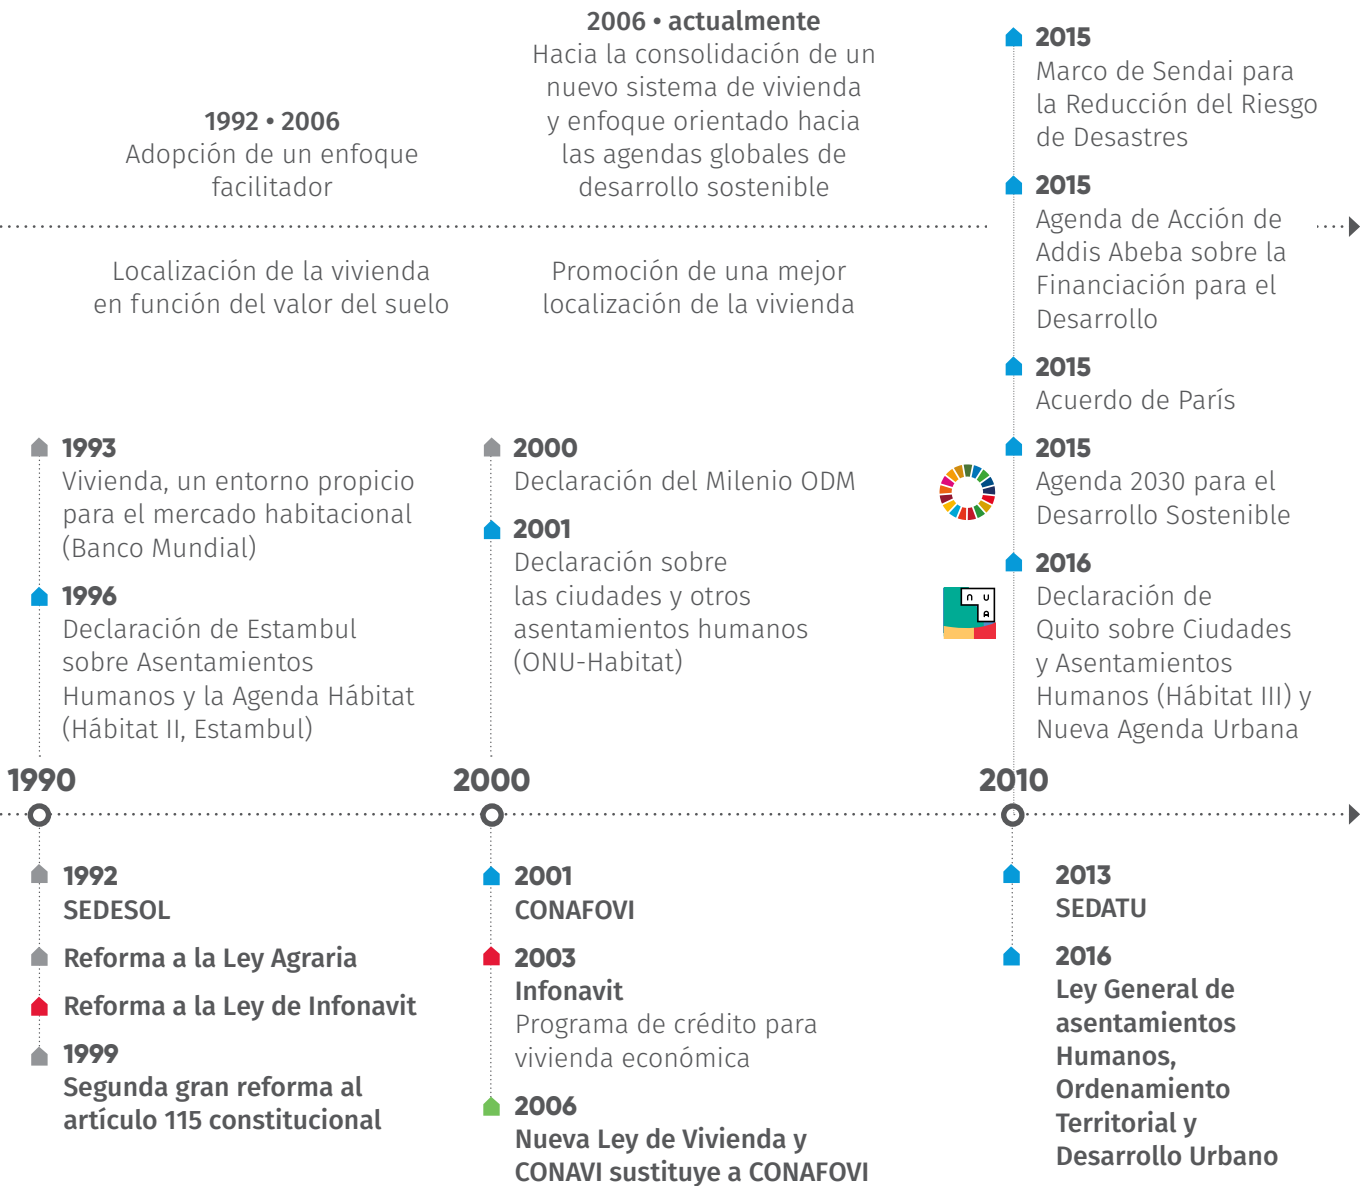 1992 • 2006
Adopción de un enfoque
facilitador
2006 • actualmente
Hacia la consolidación de un
nuevo sistema de vivienda
y enfoque orientado hacia
las agendas globales de
desarrollo sostenible
Localización de la vivienda
en función del valor del suelo
Promoción de una mejor
localización de la vivienda
1993
Vivienda, un entorno propicio
para el mercado habitacional
(Banco Mundial)
1996
Declaración de Estambul
sobre Asentamientos
Humanos y la Agenda Hábitat
(Hábitat II, Estambul)
2000
Declaración del Milenio ODM
2001
Declaración sobre
las ciudades y otros
asentamientos humanos
(ONU-Habitat)
2015
Marco de Sendai para
la Reducción del Riesgo
de Desastres
2015
Agenda de Acción de
Addis Abeba sobre la
Financiación para el
Desarrollo
2015
Acuerdo de París
2015
Agenda 2030 para el
Desarrollo Sostenible
2016
Declaración de
Quito sobre Ciudades
y Asentamientos
Humanos (Hábitat III) y
Nueva Agenda Urbana
N U
A
1990
2000
2010
1992
SEDESOL
Reforma a la Ley Agraria
Reforma a la Ley de Infonavit
1999
Segunda gran reforma al
artículo 115 constitucional
2001
CONAFOVI
2003
Infonavit
Programa de crédito para
vivienda económica
2006
Nueva Ley de Vivienda y
CONAVI sustituye a CONAFOVI
2013
SEDATU
2016
Ley General de
asentamientos
Humanos,
Ordenamiento
Territorial y
Desarrollo Urbano